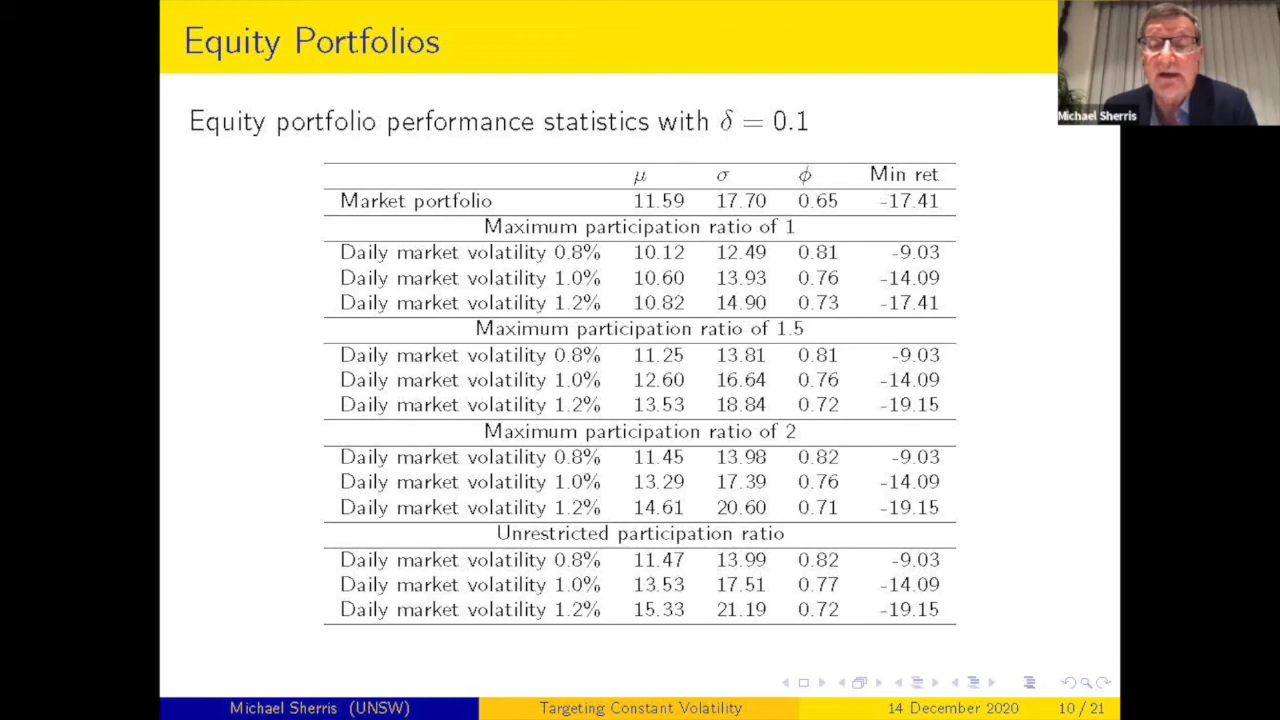 Equity Portfolios
Michael Sherris
Equity portfolio performance statistics with δ = 0.1
μ σ ϕ Min ret
Market portfolio 11.59 17.70 0.65 -17.41
Maximum participation ratio of 1
Daily market volatility 0.8% 10.12 12.49 0.81 -9.03
Daily market volatility 1.0% 10.60 13.93 0.76 -14.09
Daily market volatility 1.2% 10.82 14.90 0.73 -17.41
Maximum participation ratio of 1.5
Daily market volatility 0.8% 11.25 13.81 0.81 -9.03
Daily market volatility 1.0% 12.60 16.64 0.76 -14.09
Daily market volatility 1.2% 13.53 18.84 0.72 -19.15
Maximum participation ratio of 2
Daily market volatility 0.8% 11.45 13.98 0.82 -9.03
Daily market volatility 1.0% 13.29 17.39 0.76 -14.09
Daily market volatility 1.2% 14.61 20.60 0.71 -19.15
Unrestricted participation ratio
Daily market volatility 0.8% 11.47 13.99 0.82 -9.03
Daily market volatility 1.0% 13.53 17.51 0.77 -14.09
Daily market volatility 1.2% 15.33 21.19 0.72 -19.15
Michael Sherris (UNSW) Targeting Constant Volatility 14 December 2020 10 / 21